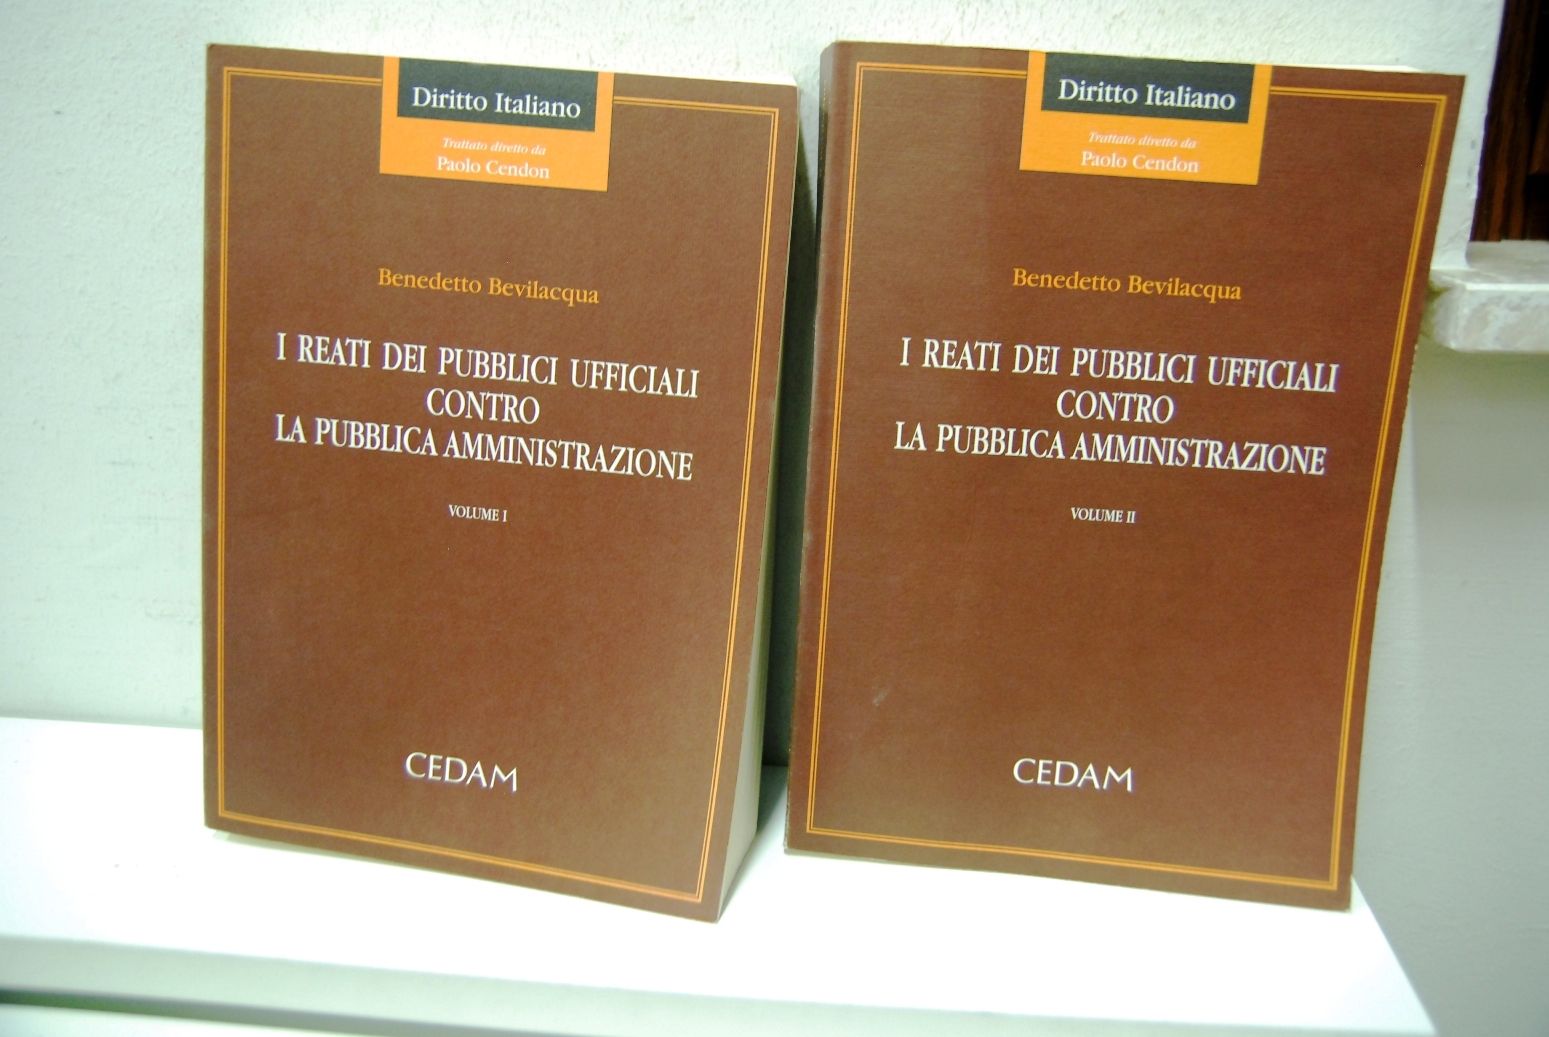 Diritto Italiano
Trattato diretto da
Paolo Cendon
Benedetto Bevilacqua
I REATI DEI PUBBLICI UFFICIALI
CONTRO
LA PUBBLICA AMMINISTRAZIONE
VOLUME I
CEDAM
Diritto Italiano
Trattato diretto da
Paolo Cendon
Benedetto Bevilacqua
I REATI DEI PUBBLICI UFFICIALI
CONTRO
LA PUBBLICA AMMINISTRAZIONE
VOLUME II
CEDAM